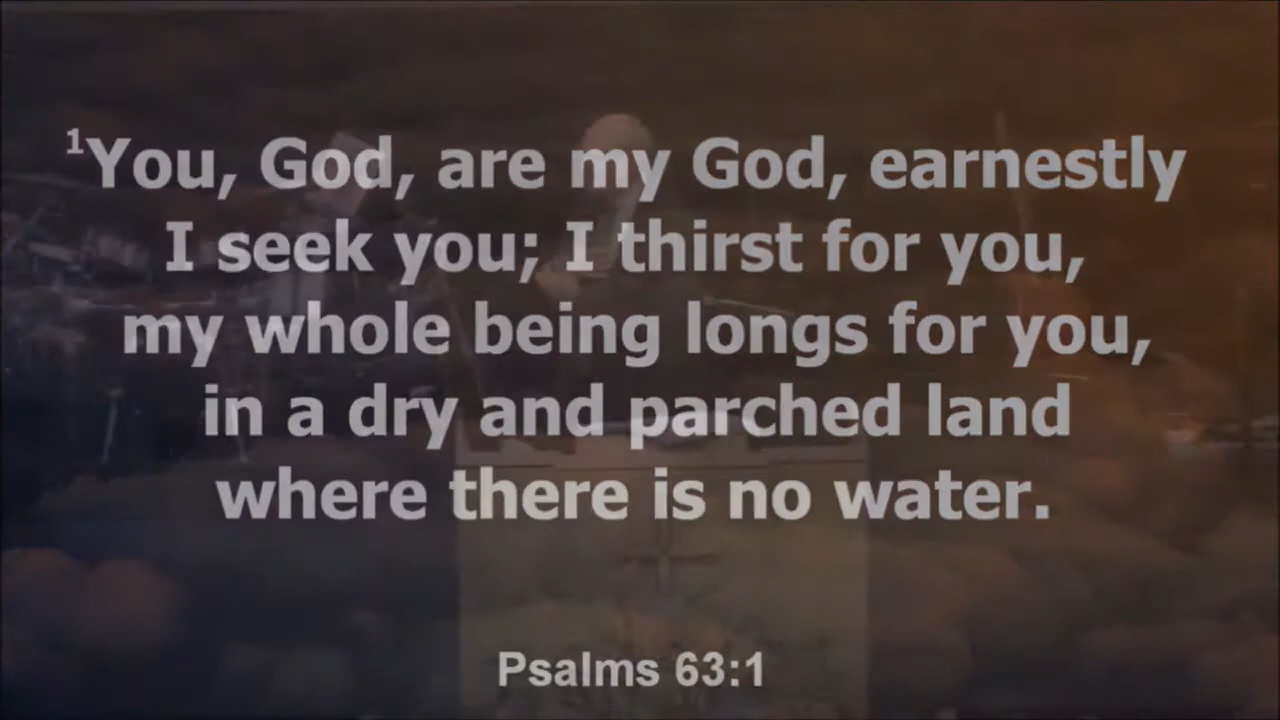 ¹You, God, are my God, earnestly
I seek you; I thirst for you,
my whole being longs for you,
in a dry and parched land
where there is no water.
Psalms 63:1